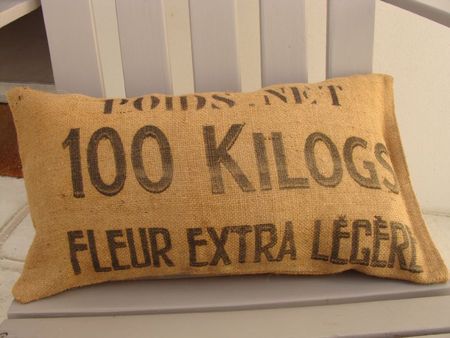 POIDS .NET
100 KILOGS
FLEUR EXTRA LÉGÈRE